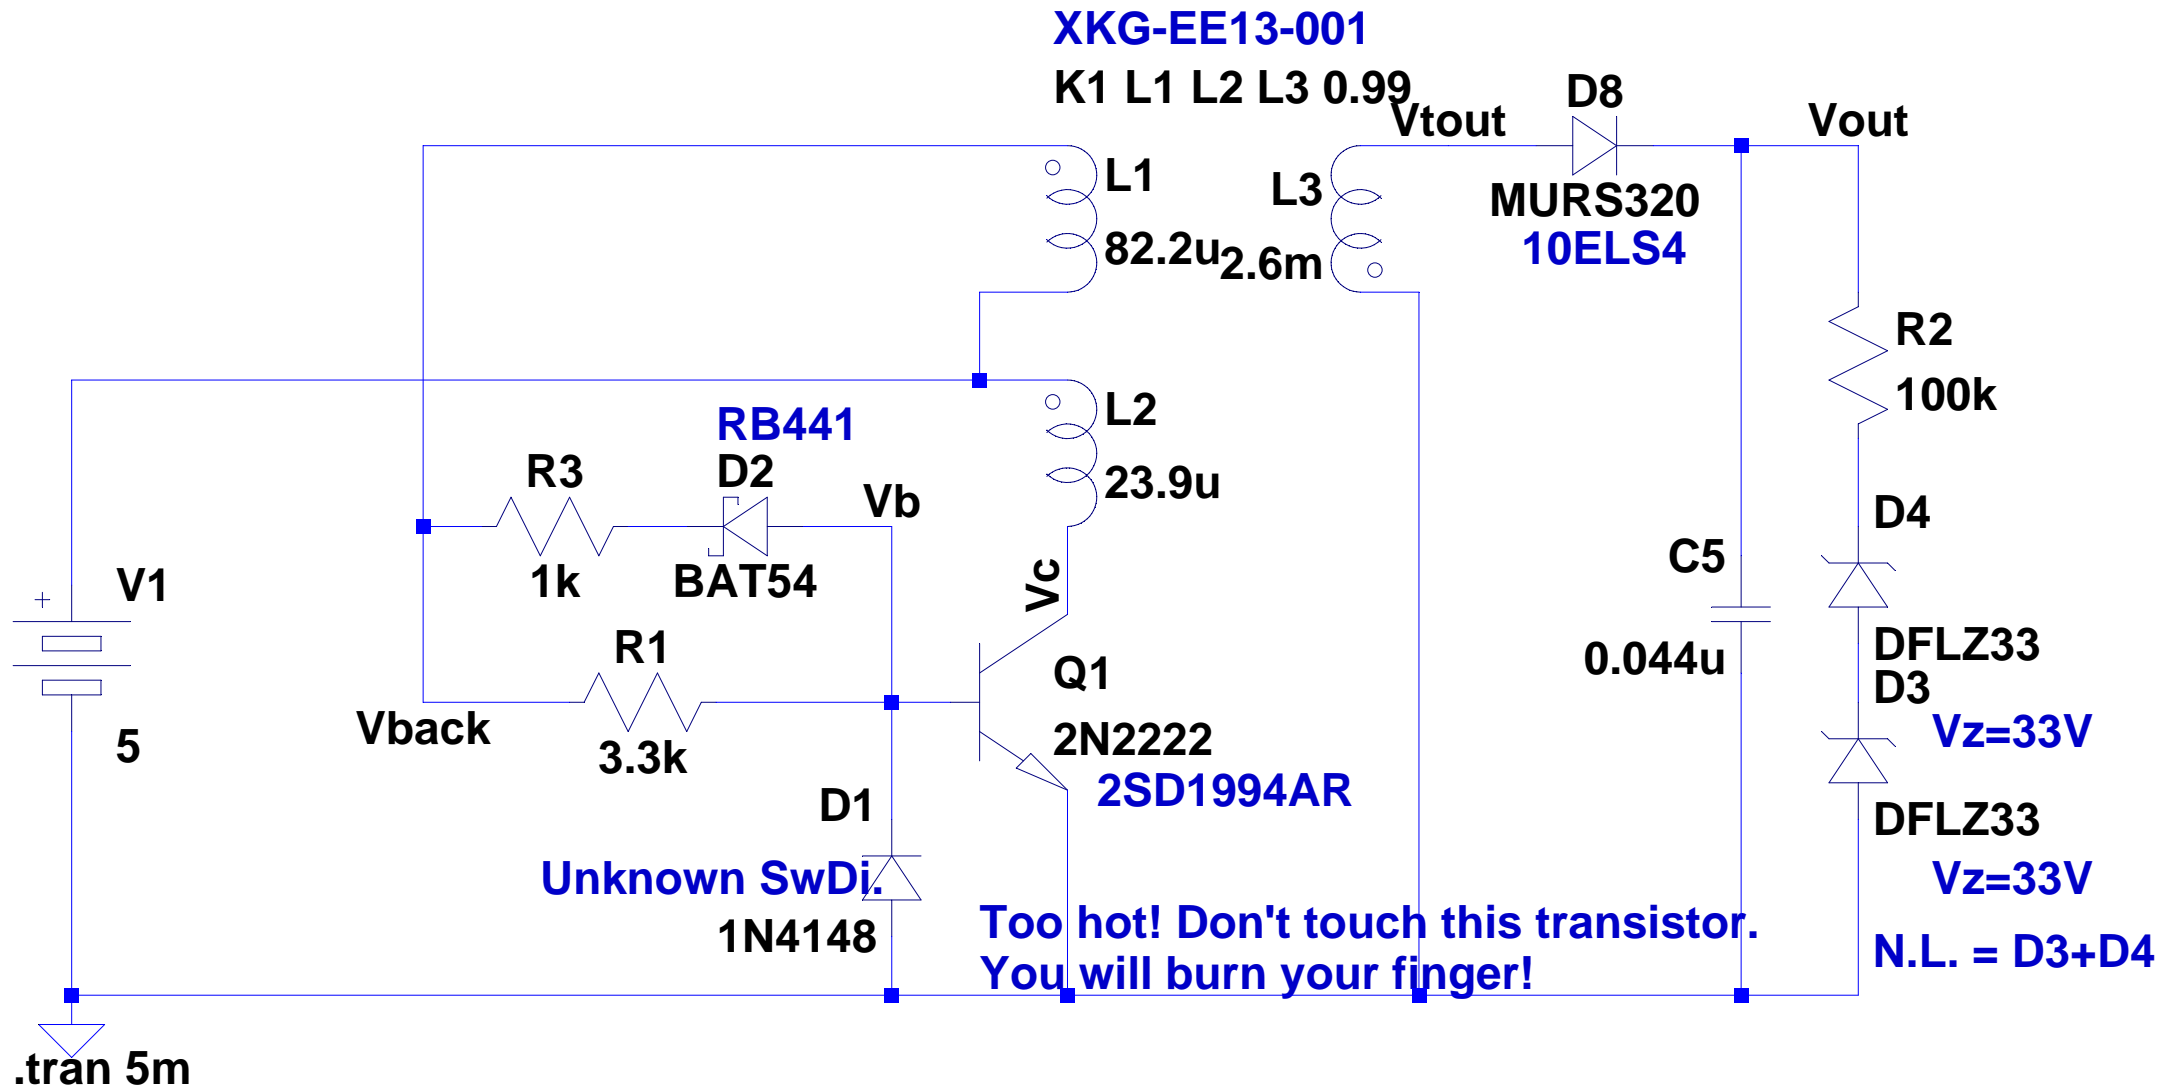 XKG-EE13-001
K1 L1 L2 L3 0.99
D8
Vtout
Vout
L1
L3
MURS320
82.2u
2.6m
10ELS4
R2
100k
RB441
L2
R3
D2
Vb
23.9u
D4
1k
BAT54
Vc
C5
V1
+
R1
Q1
0.044u
DFLZ33
D3
Vback
2N2222
Vz=33V
5
3.3k
2SD1994AR
D1
DFLZ33
Unknown SwDi.
Vz=33V
1N4148
Too hot! Don't touch this transistor.
You will burn your finger!
N.L. = D3+D4
.tran 5m